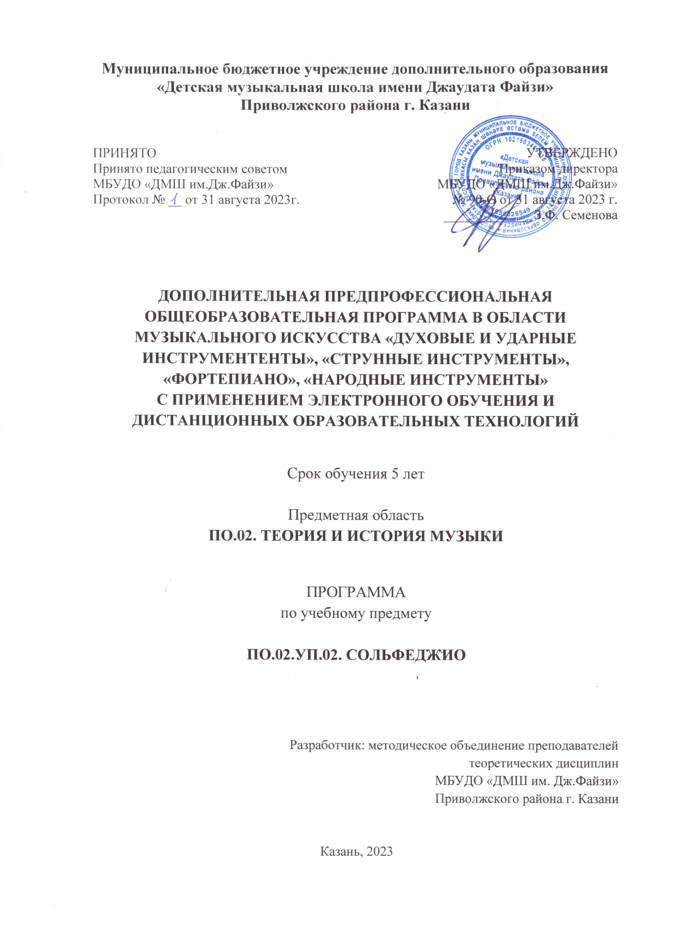 Муниципальное бюджетное учреждение дополнительного образования
«Детская музыкальная школа имени Джаудата Файзи»
Приволжского района г. Казани
ПРИНЯТО
Принято педагогическим советом
МБУДО «ДМШ им.Дж.Файзи»
Протокол № 1 от 31 августа 2023г.
УТВЕРЖДЕНО
Приказом директора
МБУДО «ДМШ им.Дж.Файзи»
№ 90-О от 31 августа 2023 г.
З.Ф. Семенова
ДОПОЛНИТЕЛЬНАЯ ПРЕДПРОФЕССИОНАЛЬНАЯ
ОБЩЕОБРАЗОВАТЕЛЬНАЯ ПРОГРАММА В ОБЛАСТИ
МУЗЫКАЛЬНОГО ИСКУССТВА «ДУХОВЫЕ И УДАРНЫЕ
ИНСТРУМЕНТЕНТЫ», «СТРУННЫЕ ИНСТРУМЕНТЫ»,
«ФОРТЕПИАНО», «НАРОДНЫЕ ИНСТРУМЕНТЫ»
С ПРИМЕНЕНИЕМ ЭЛЕКТРОННОГО ОБУЧЕНИЯ И
ДИСТАНЦИОННЫХ ОБРАЗОВАТЕЛЬНЫХ ТЕХНОЛОГИЙ
Срок обучения 5 лет
Предметная область
ПО.02. ТЕОРИЯ И ИСТОРИЯ МУЗЫКИ
ПРОГРАММА
по учебному предмету
ПО.02.УП.02. СОЛЬФЕДЖИО
Разработчик: методическое объединение преподавателей
теоретических дисциплин
МБУДО «ДМШ им. Дж.Файзи»
Приволжского района г. Казани
Казань, 2023